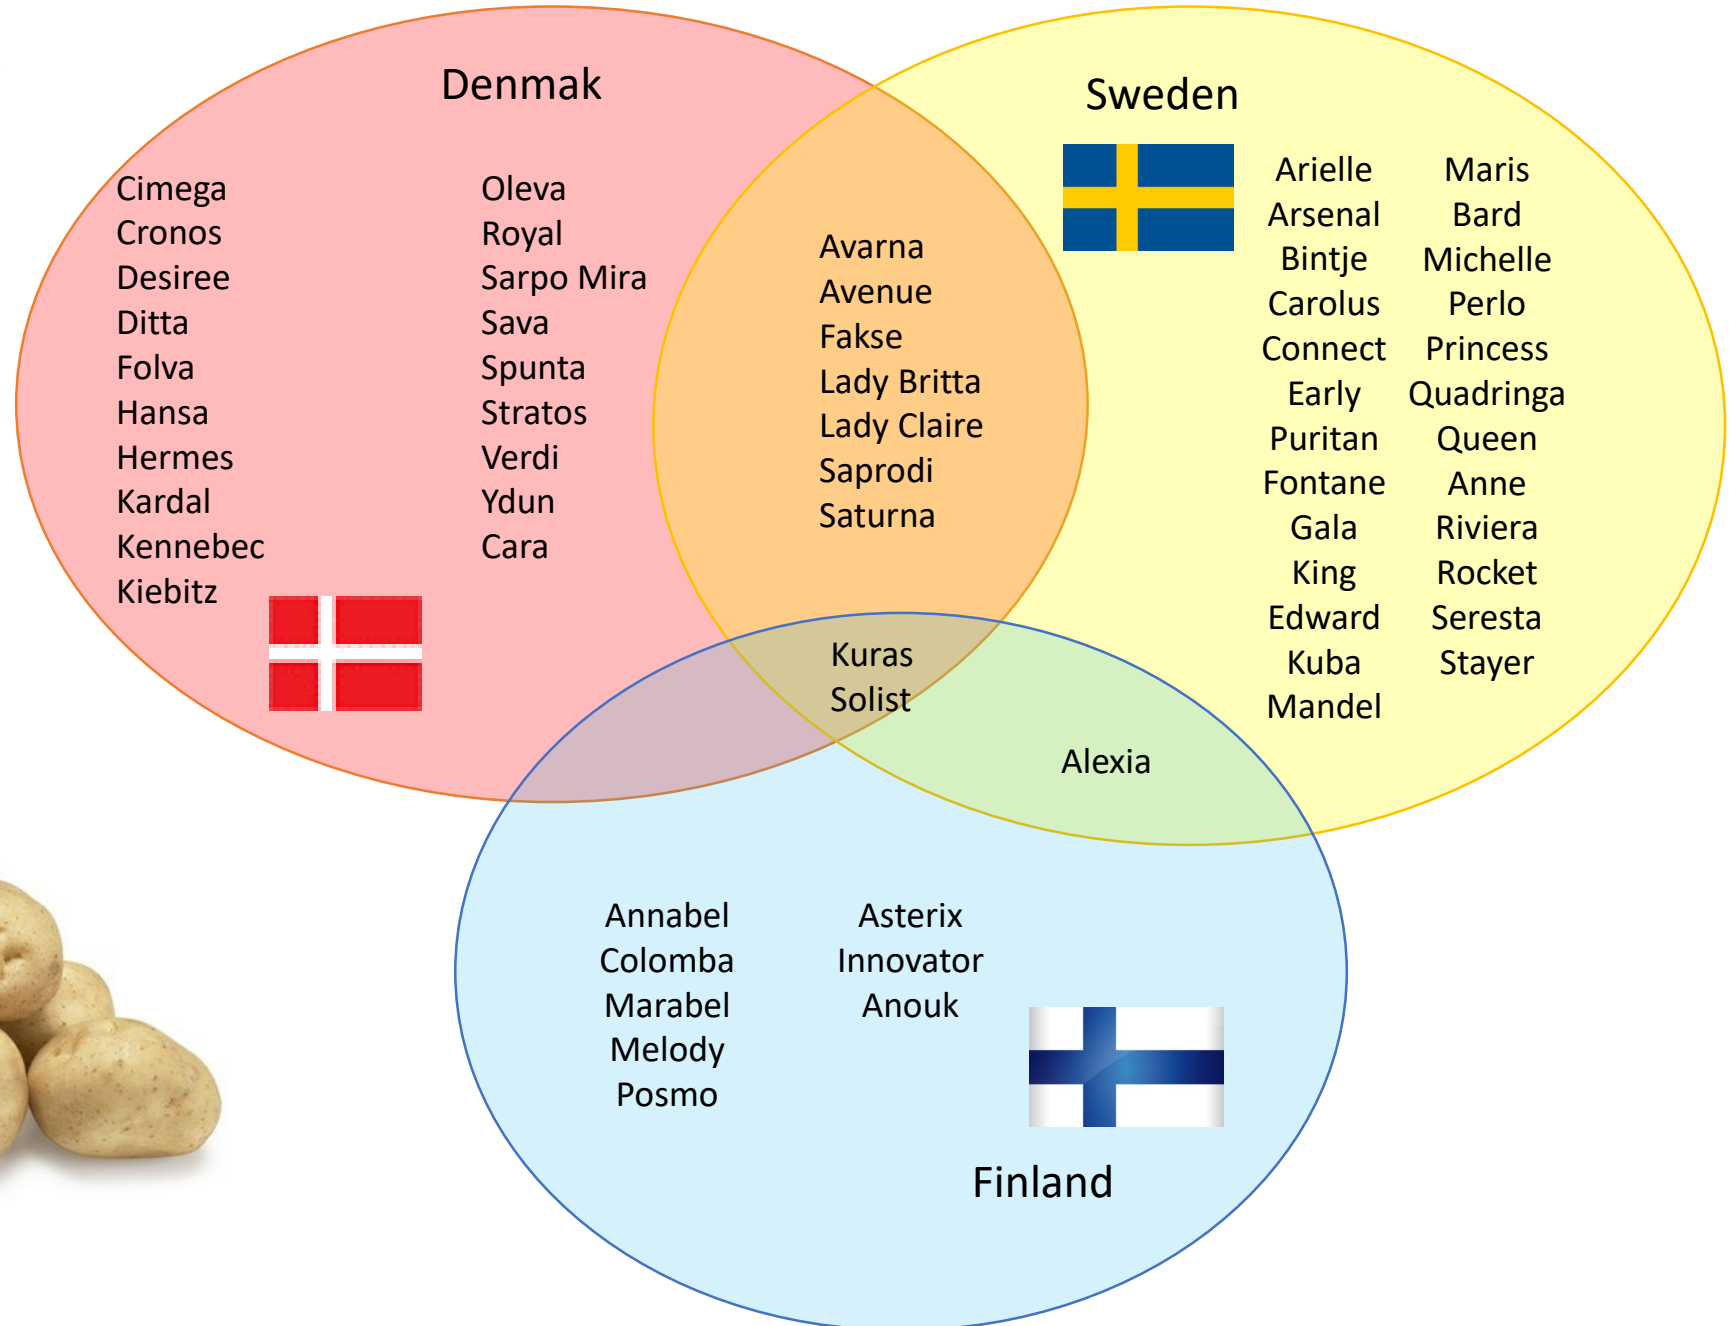 Denmak
Cimega
Cronos
Desiree
Ditta
Folva
Hansa
Hermes
Kardal
Kennebec
Kiebitz
Oleva
Royal
Sarpo Mira
Sava
Spunta
Stratos
Verdi
Ydun
Cara
Avarna
Avenue
Fakse
Lady Britta
Lady Claire
Saprodi
Saturna
Sweden
Arielle
Arsenal
Bintje
Carolus
Connect
Early
Puritan
Fontane
Gala
King
Edward
Kuba
Mandel
Maris
Bard
Michelle
Perlo
Princess
Quadringa
Queen
Anne
Riviera
Rocket
Seresta
Stayer
Kuras
Solist
Alexia
Annabel
Colomba
Marabel
Melody
Posmo
Asterix
Innovator
Anouk
Finland